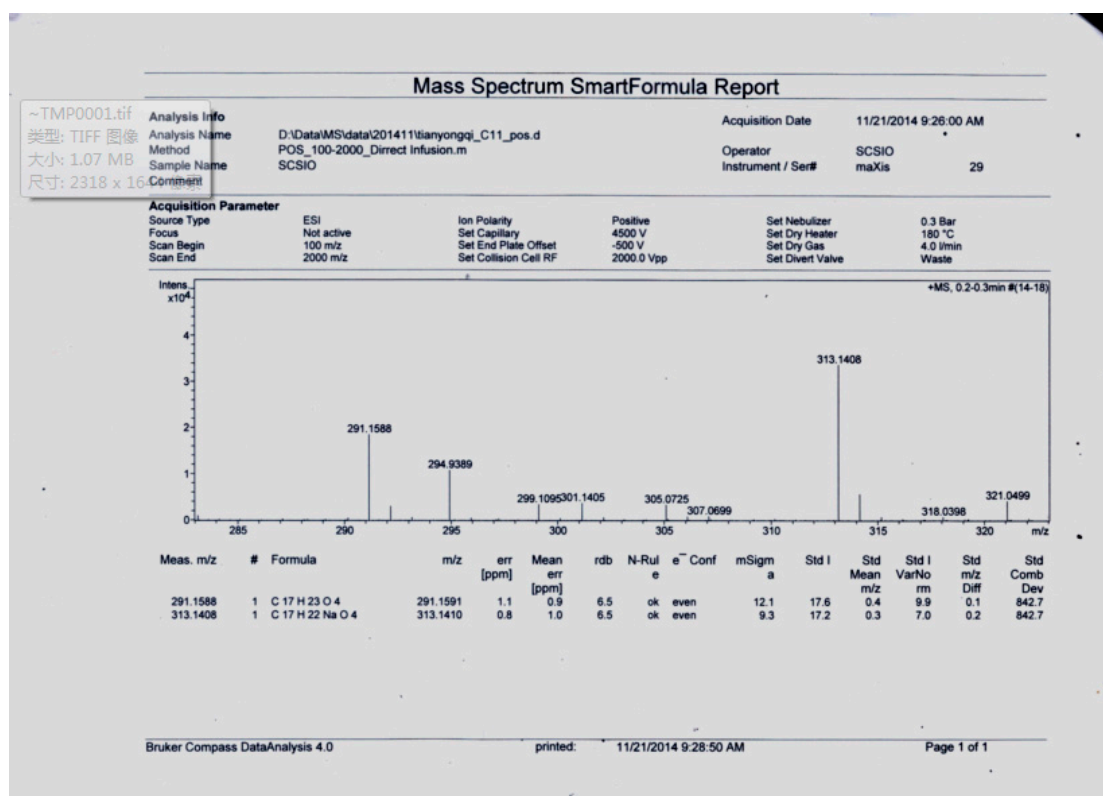 Mass Spectrum SmartFormula Report
~TMP0001.tif
类型: TIFF 图像
大小: 1.07 MB
尺寸: 2318 x 164
Analysis Info
Acquisition Date 11/21/2014 9:26:00 AM
Analysis Name D:\Data\MS\data\201411\tianyongqi_C11_pos.d
Method POS_100-2000_Dirrect Infusion.m
Operator SCSIO
Sample Name SCSIO
Instrument / Ser# maXis 29
Comment
Acquisition Parameter
Source Type ESI Ion Polarity Positive Set Nebulizer 0.3 Bar
Focus Not active Set Capillary 4500 V Set Dry Heater 180 °C
Scan Begin 100 m/z Set End Plate Offset -500 V Set Dry Gas 4.0 l/min
Scan End 2000 m/z Set Collision Cell RF 2000.0 Vpp Set Divert Valve Waste
Intens.
x10⁴
+MS, 0.2-0.3min #(14-18)
4
313.1408
3
2
291.1588
294.9389
1
299.1095 301.1405 305.0725 321.0499
307.0699 318.0398
0
285 290 295 300 305 310 315 320 m/z
Meas. m/z # Formula m/z err [ppm] Mean err [ppm] rdb N-Rule e⁻ Conf mSigma Std I Std Mean m/z Std I VarNorm Std m/z Diff Std Comb Dev
291.1588 1 C 17 H 23 O 4 291.1591 1.1 0.9 6.5 ok even 12.1 17.6 0.4 9.9 0.1 842.7
313.1408 1 C 17 H 22 Na O 4 313.1410 0.8 1.0 6.5 ok even 9.3 17.2 0.3 7.0 0.2 842.7
Bruker Compass DataAnalysis 4.0 printed: 11/21/2014 9:28:50 AM Page 1 of 1